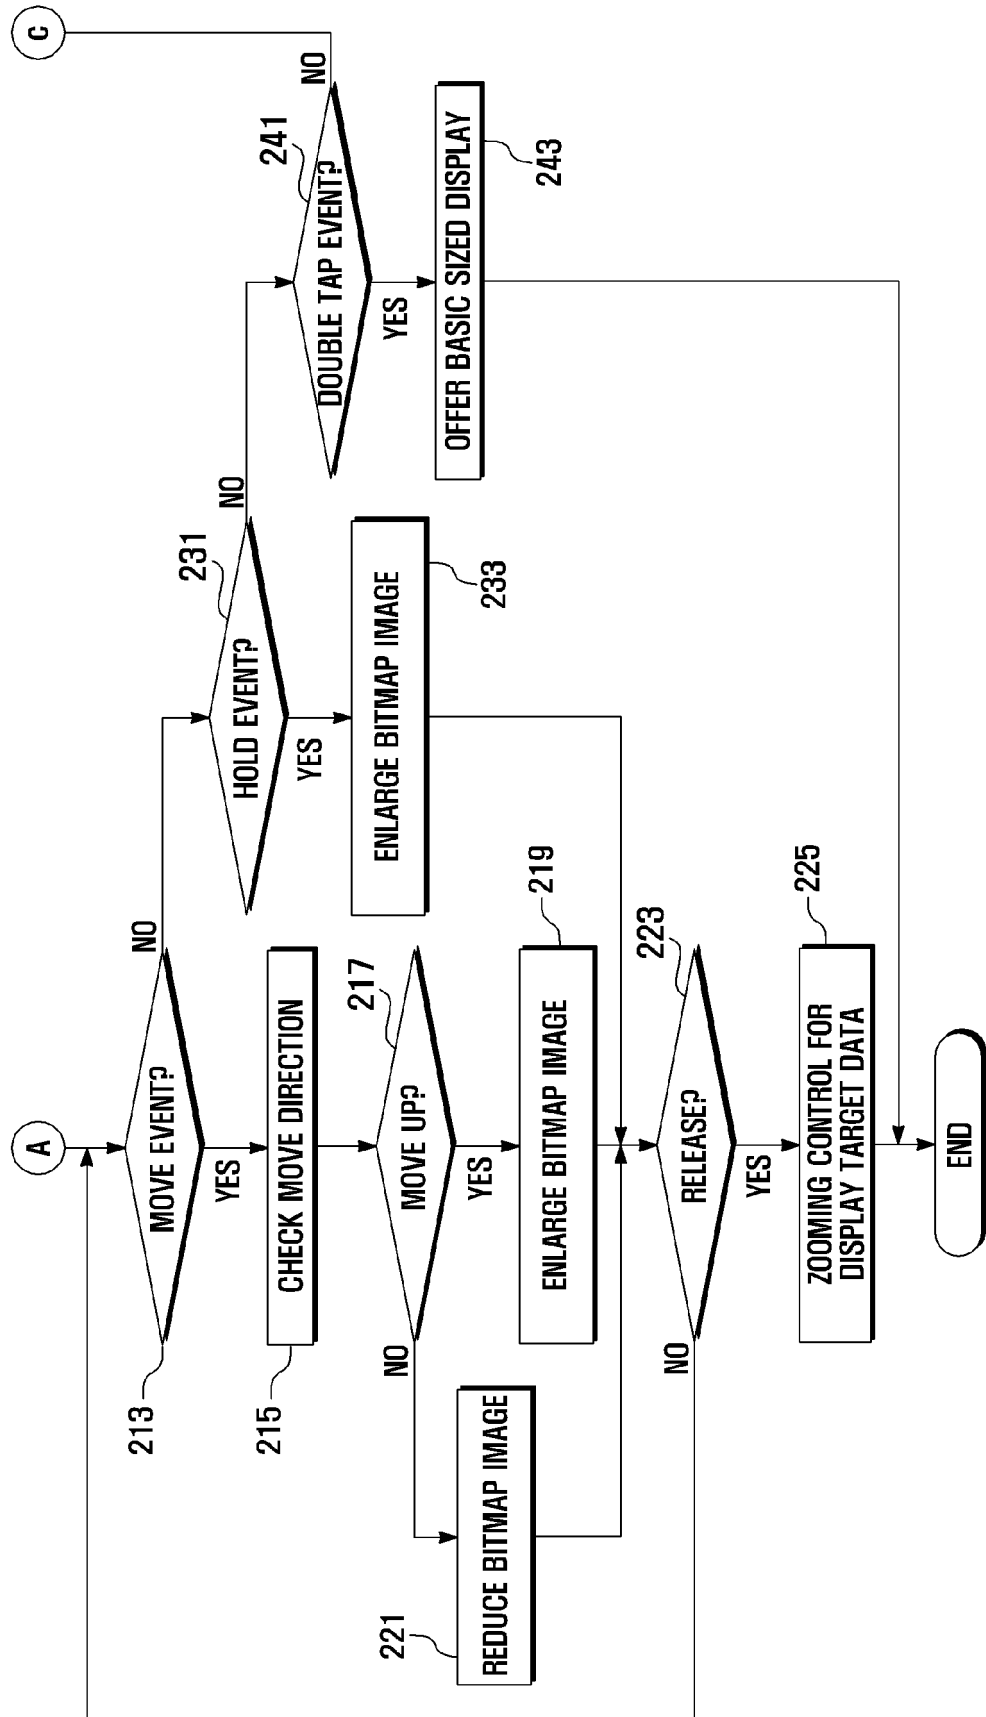 A
C
MOVE EVENT?
213
NO
YES
CHECK MOVE DIRECTION
215
MOVE UP?
217
NO
YES
REDUCE BITMAP IMAGE
221
ENLARGE BITMAP IMAGE
219
RELEASE?
223
NO
YES
ZOOMING CONTROL FOR
DISPLAY TARGET DATA
225
END
HOLD EVENT?
231
NO
YES
ENLARGE BITMAP IMAGE
233
DOUBLE TAP EVENT?
241
NO
YES
OFFER BASIC SIZED DISPLAY
243